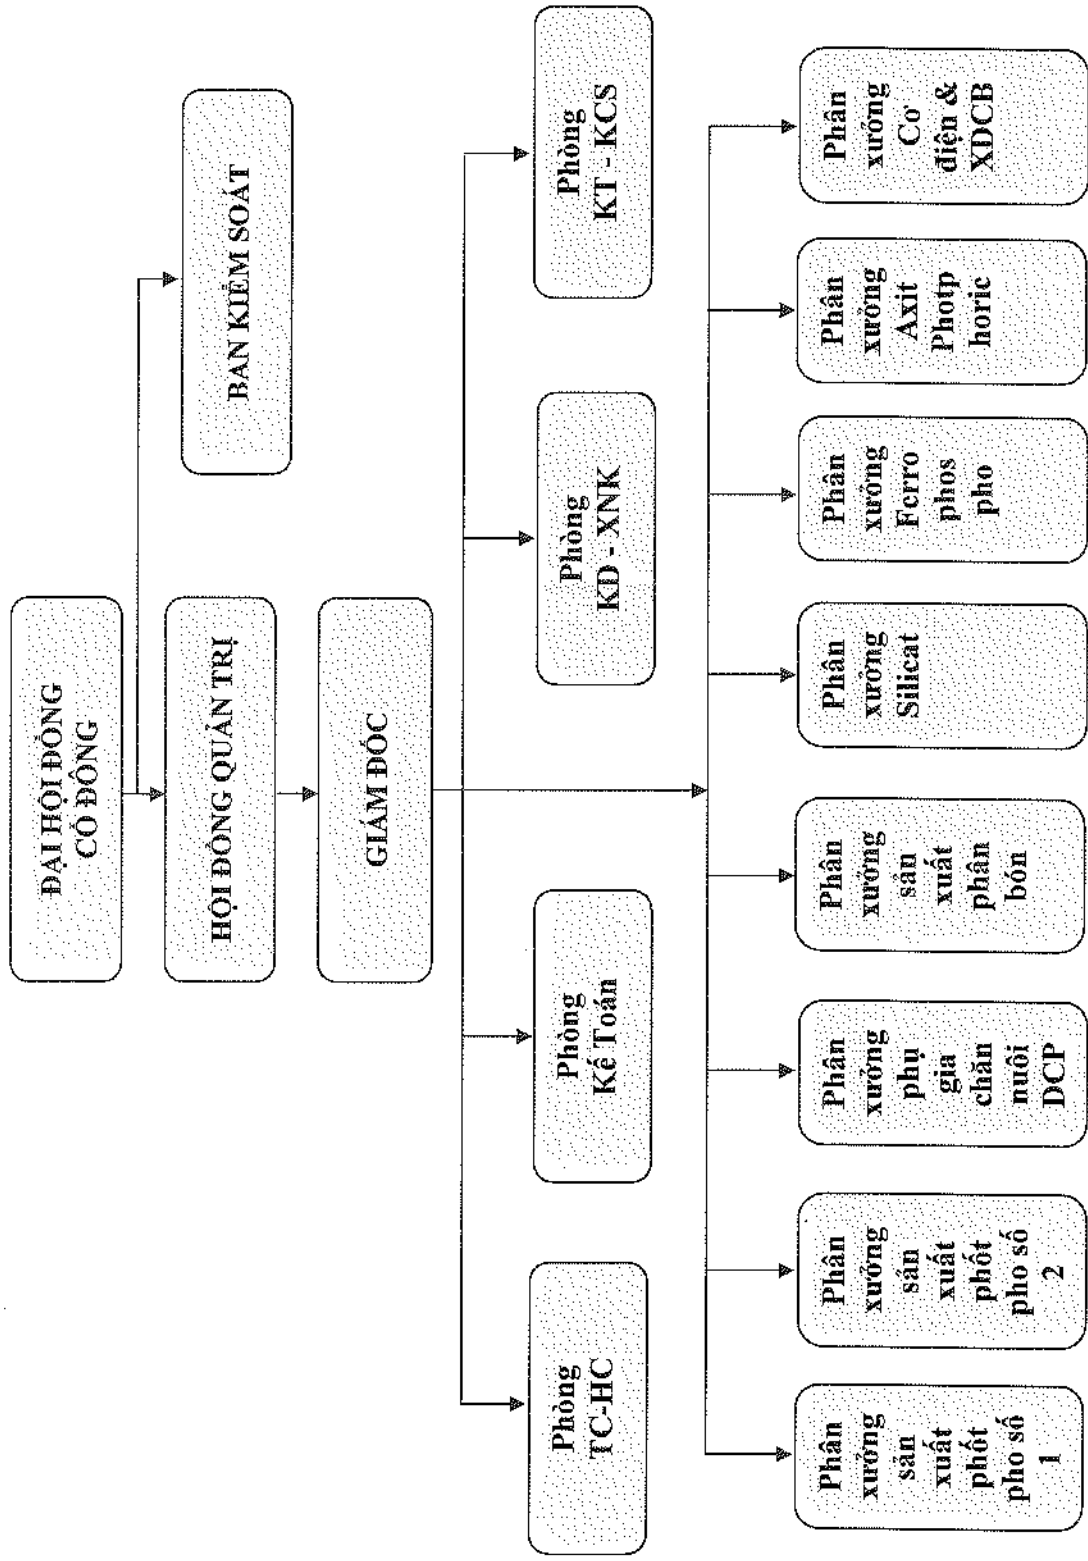 ĐẠI HỘI ĐỒNG
CỔ ĐÔNG
BAN KIỂM SOÁT
HỘI ĐỒNG QUẢN TRỊ
GIÁM ĐỐC
Phòng
TC-HC
Phòng
Kế Toán
Phòng
KD - XNK
Phòng
KT - KCS
Phân
xưởng
sản
xuất
phốt
pho số
1
Phân
xưởng
sản
xuất
phốt
pho số
2
Phân
xưởng
phụ
gia
chăn
nuôi
DCP
Phân
xưởng
sản
xuất
phân
bón
Phân
xưởng
Silicat
Phân
xưởng
Ferro
phos
pho
Phân
xưởng
Axit
Photp
horic
Phân
xưởng
Cơ
điện &
XDCB